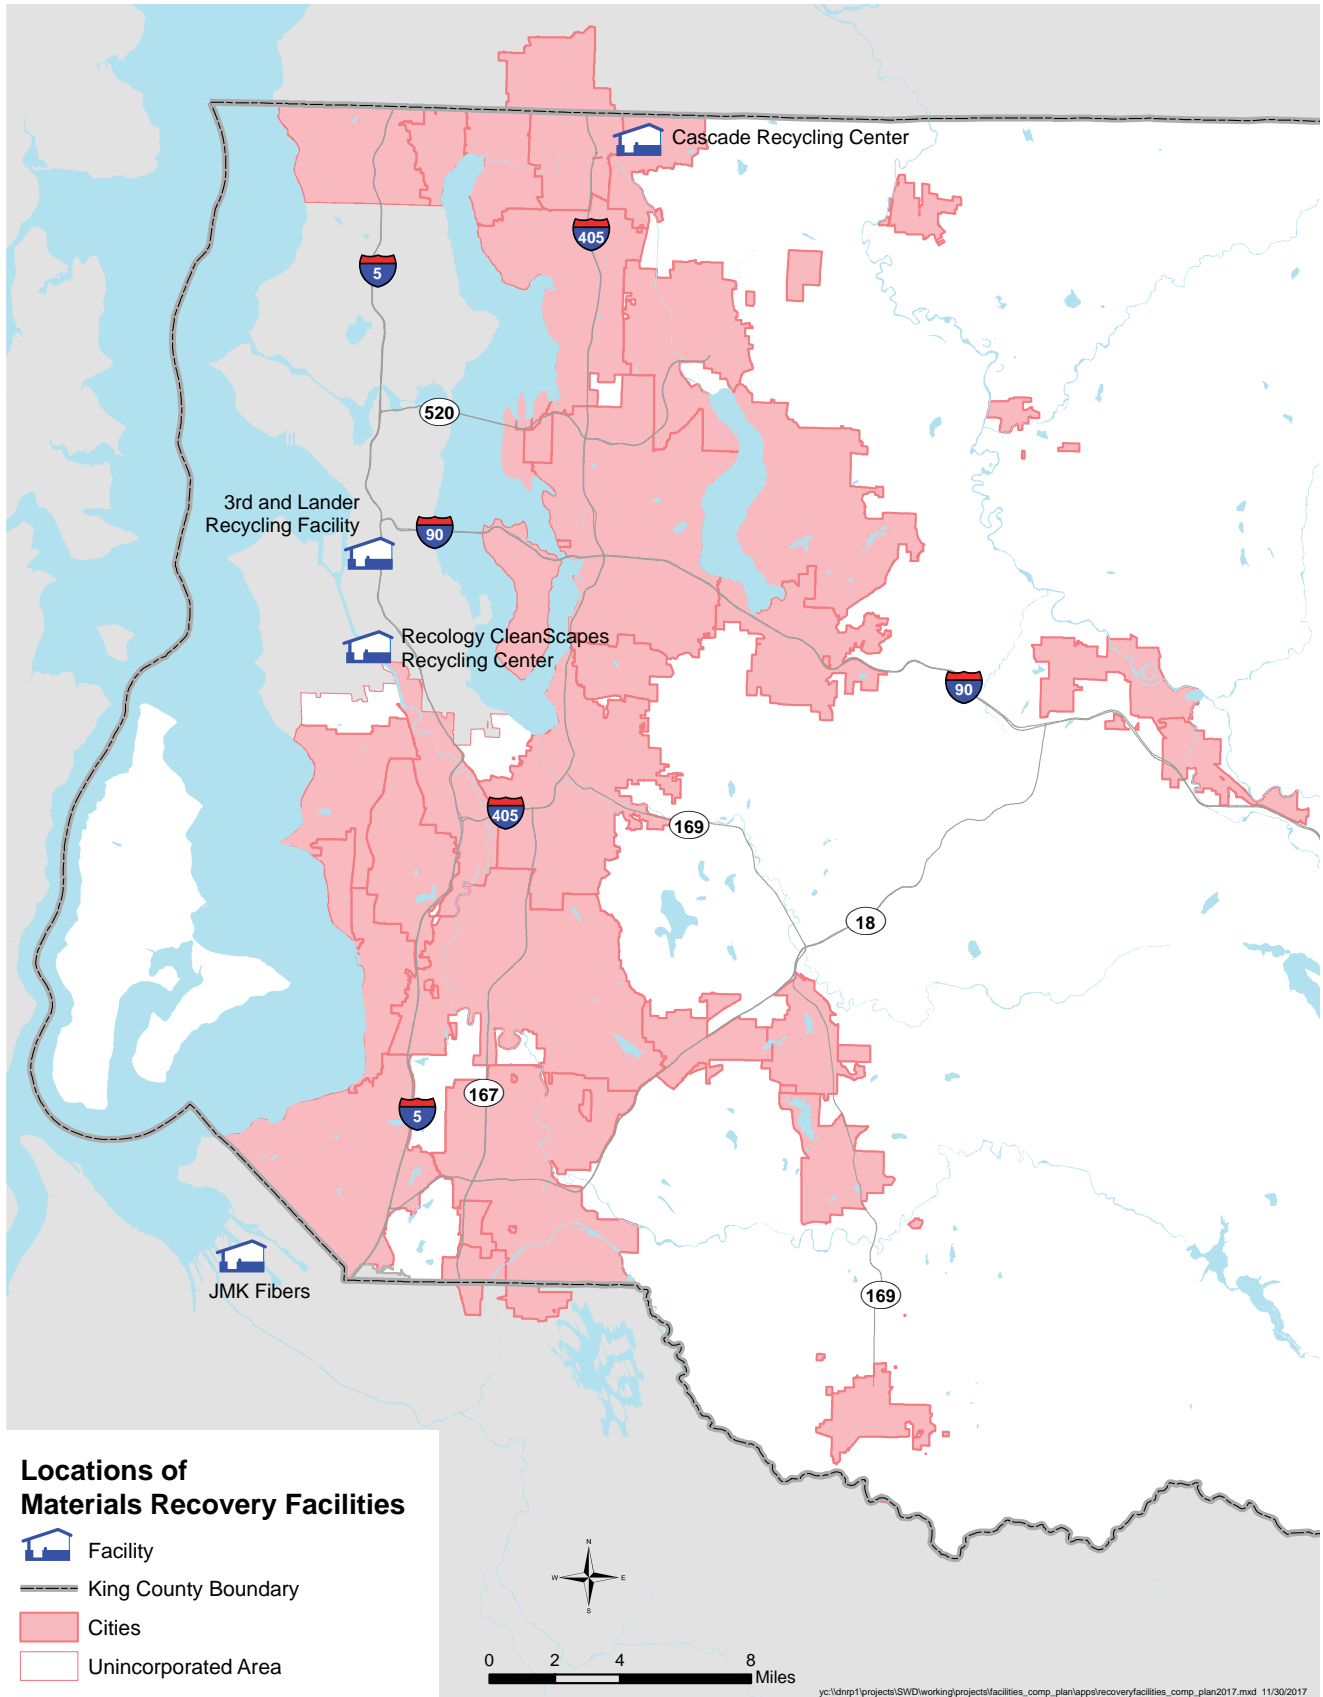 Cascade Recycling Center
405
5
520
3rd and Lander
Recycling Facility
90
Recology CleanScapes
Recycling Center
90
405
169
18
167
5
JMK Fibers
169
Locations of
Materials Recovery Facilities
Facility
King County Boundary
Cities
Unincorporated Area
N
W E
S
0 2 4 8
Miles
yc:\\dnrp1\projects\SWD\working\projects\facilities_comp_plan\apps\recoveryfacilities_comp_plan2017.mxd 11/30/2017